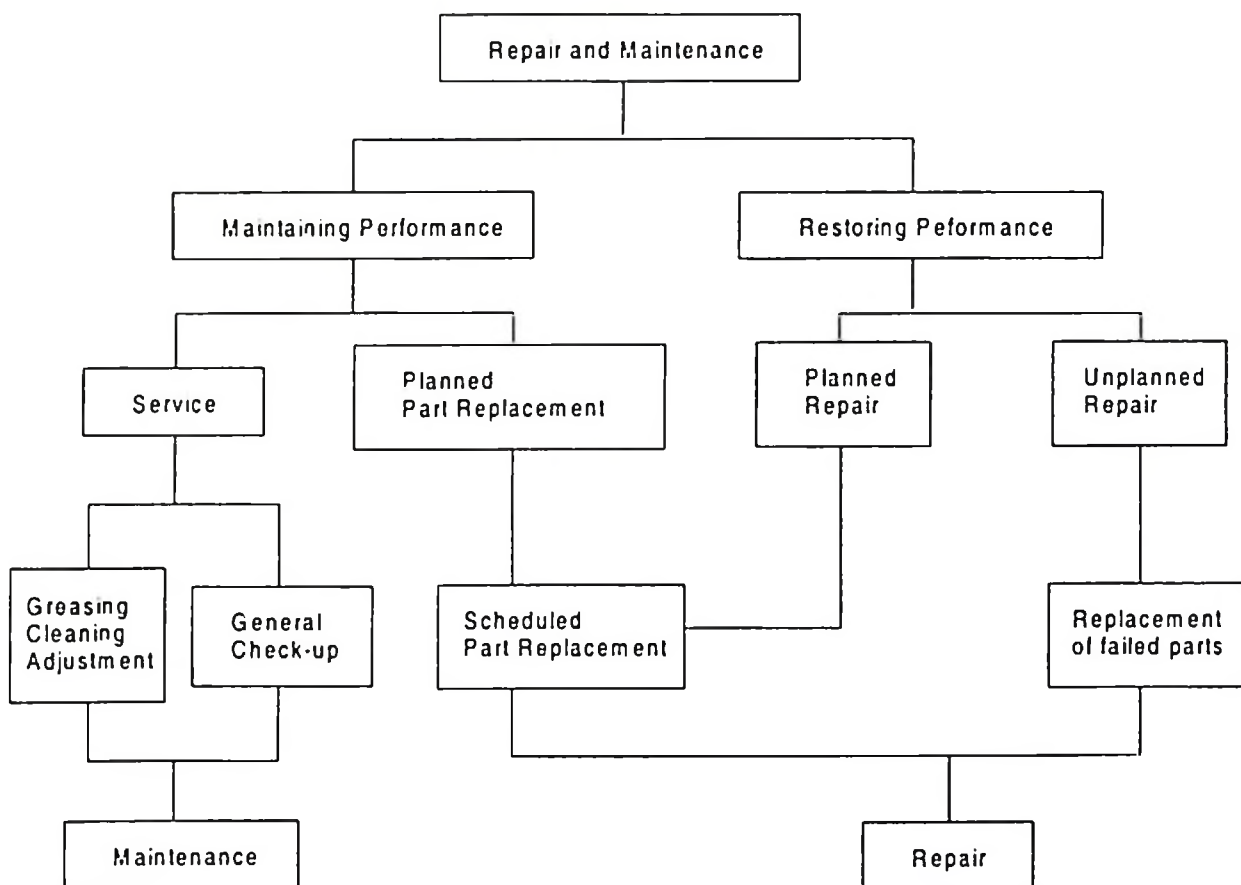 Repair and Maintenance
Maintaining Performance
Restoring Peformance
Service
Planned
Part Replacement
Planned
Repair
Unplanned
Repair
Greasing
Cleaning
Adjustment
General
Check-up
Scheduled
Part Replacement
Replacement
of failed parts
Maintenance
Repair